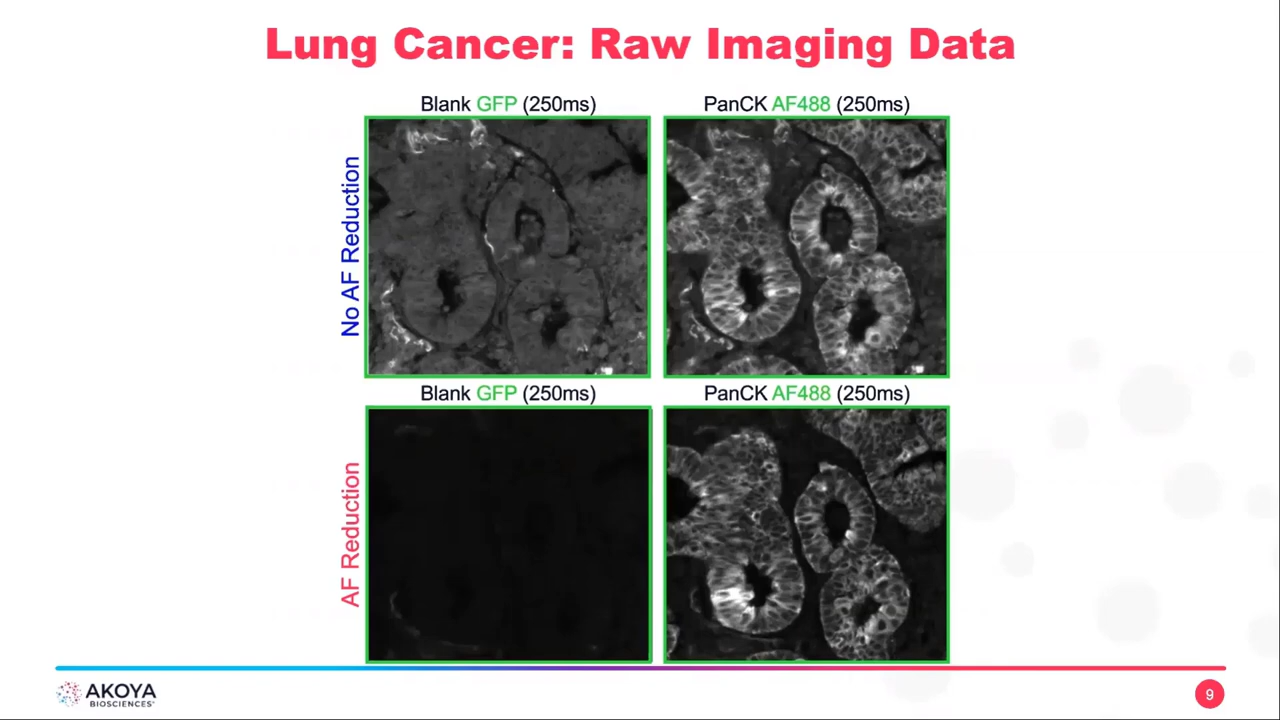 Lung Cancer: Raw Imaging Data
Blank GFP (250ms)
PanCK AF488 (250ms)
No AF Reduction
Blank GFP (250ms)
PanCK AF488 (250ms)
AF Reduction
AKOYA
BIOSCIENCES
9